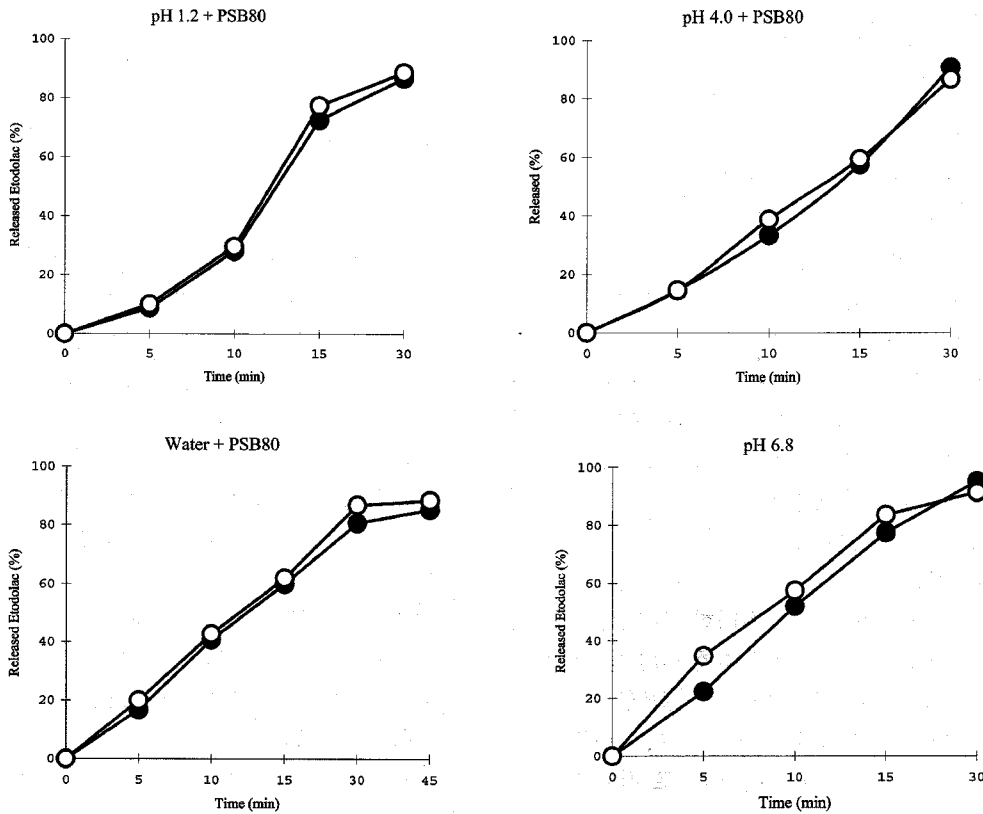 pH 1.2 + PSB80
Released Etodolac (%)
100
80
60
40
20
0
0 5 10 15 30
Time (min)
pH 4.0 + PSB80
Released (%)
100
80
60
40
20
0
0 5 10 15 30
Time (min)
Water + PSB80
Released Etodolac (%)
100
80
60
40
20
0
0 5 10 15 30 45
Time (min)
pH 6.8
Released Etodolac (%)
100
80
60
40
20
0
0 5 10 15 30
Time (min)